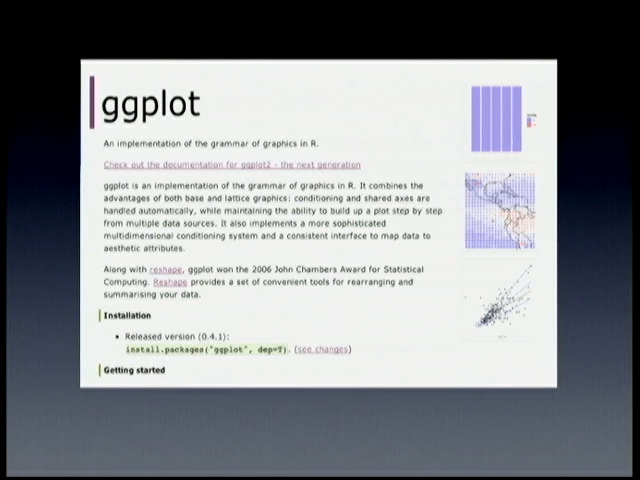 ggplot
An implementation of the grammar of graphics in R.
Check out the documentation for ggplot2 - the next generation
ggplot is an implementation of the grammar of graphics in R. It combines the
advantages of both base and lattice graphics: conditioning and shared axes are
handled automatically, while maintaining the ability to build up a plot step by step
from multiple data sources. It also implements a more sophisticated
multidimensional conditioning system and a consistent interface to map data to
aesthetic attributes.
Along with reshape, ggplot won the 2006 John Chambers Award for Statistical
Computing. Reshape provides a set of convenient tools for rearranging and
summarising your data.
Installation
• Released version (0.4.1):
install.packages("ggplot", dep=T). (see changes)
Getting started